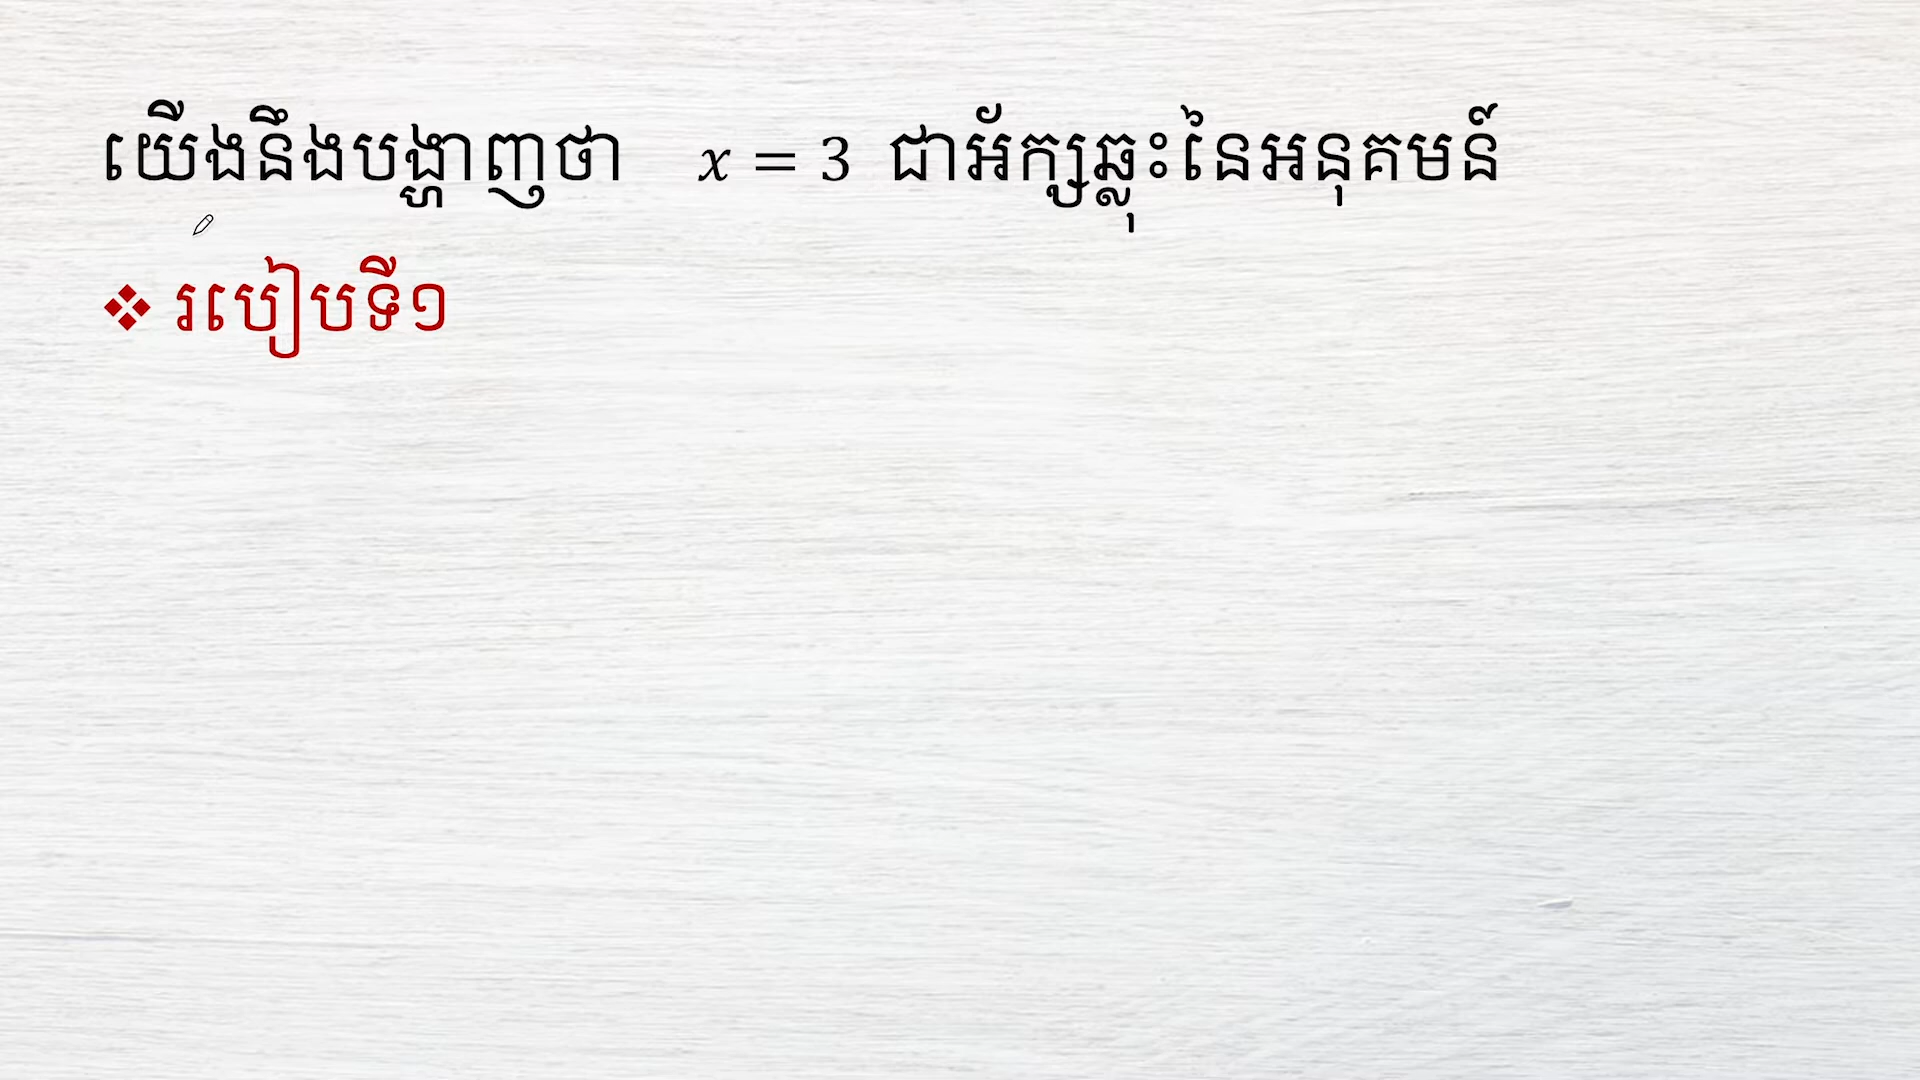 យើងនឹងបង្ហាញថា x = 3 ជាអ័ក្សឆ្លុះនៃអនុគមន៍
❖ របៀបទី១